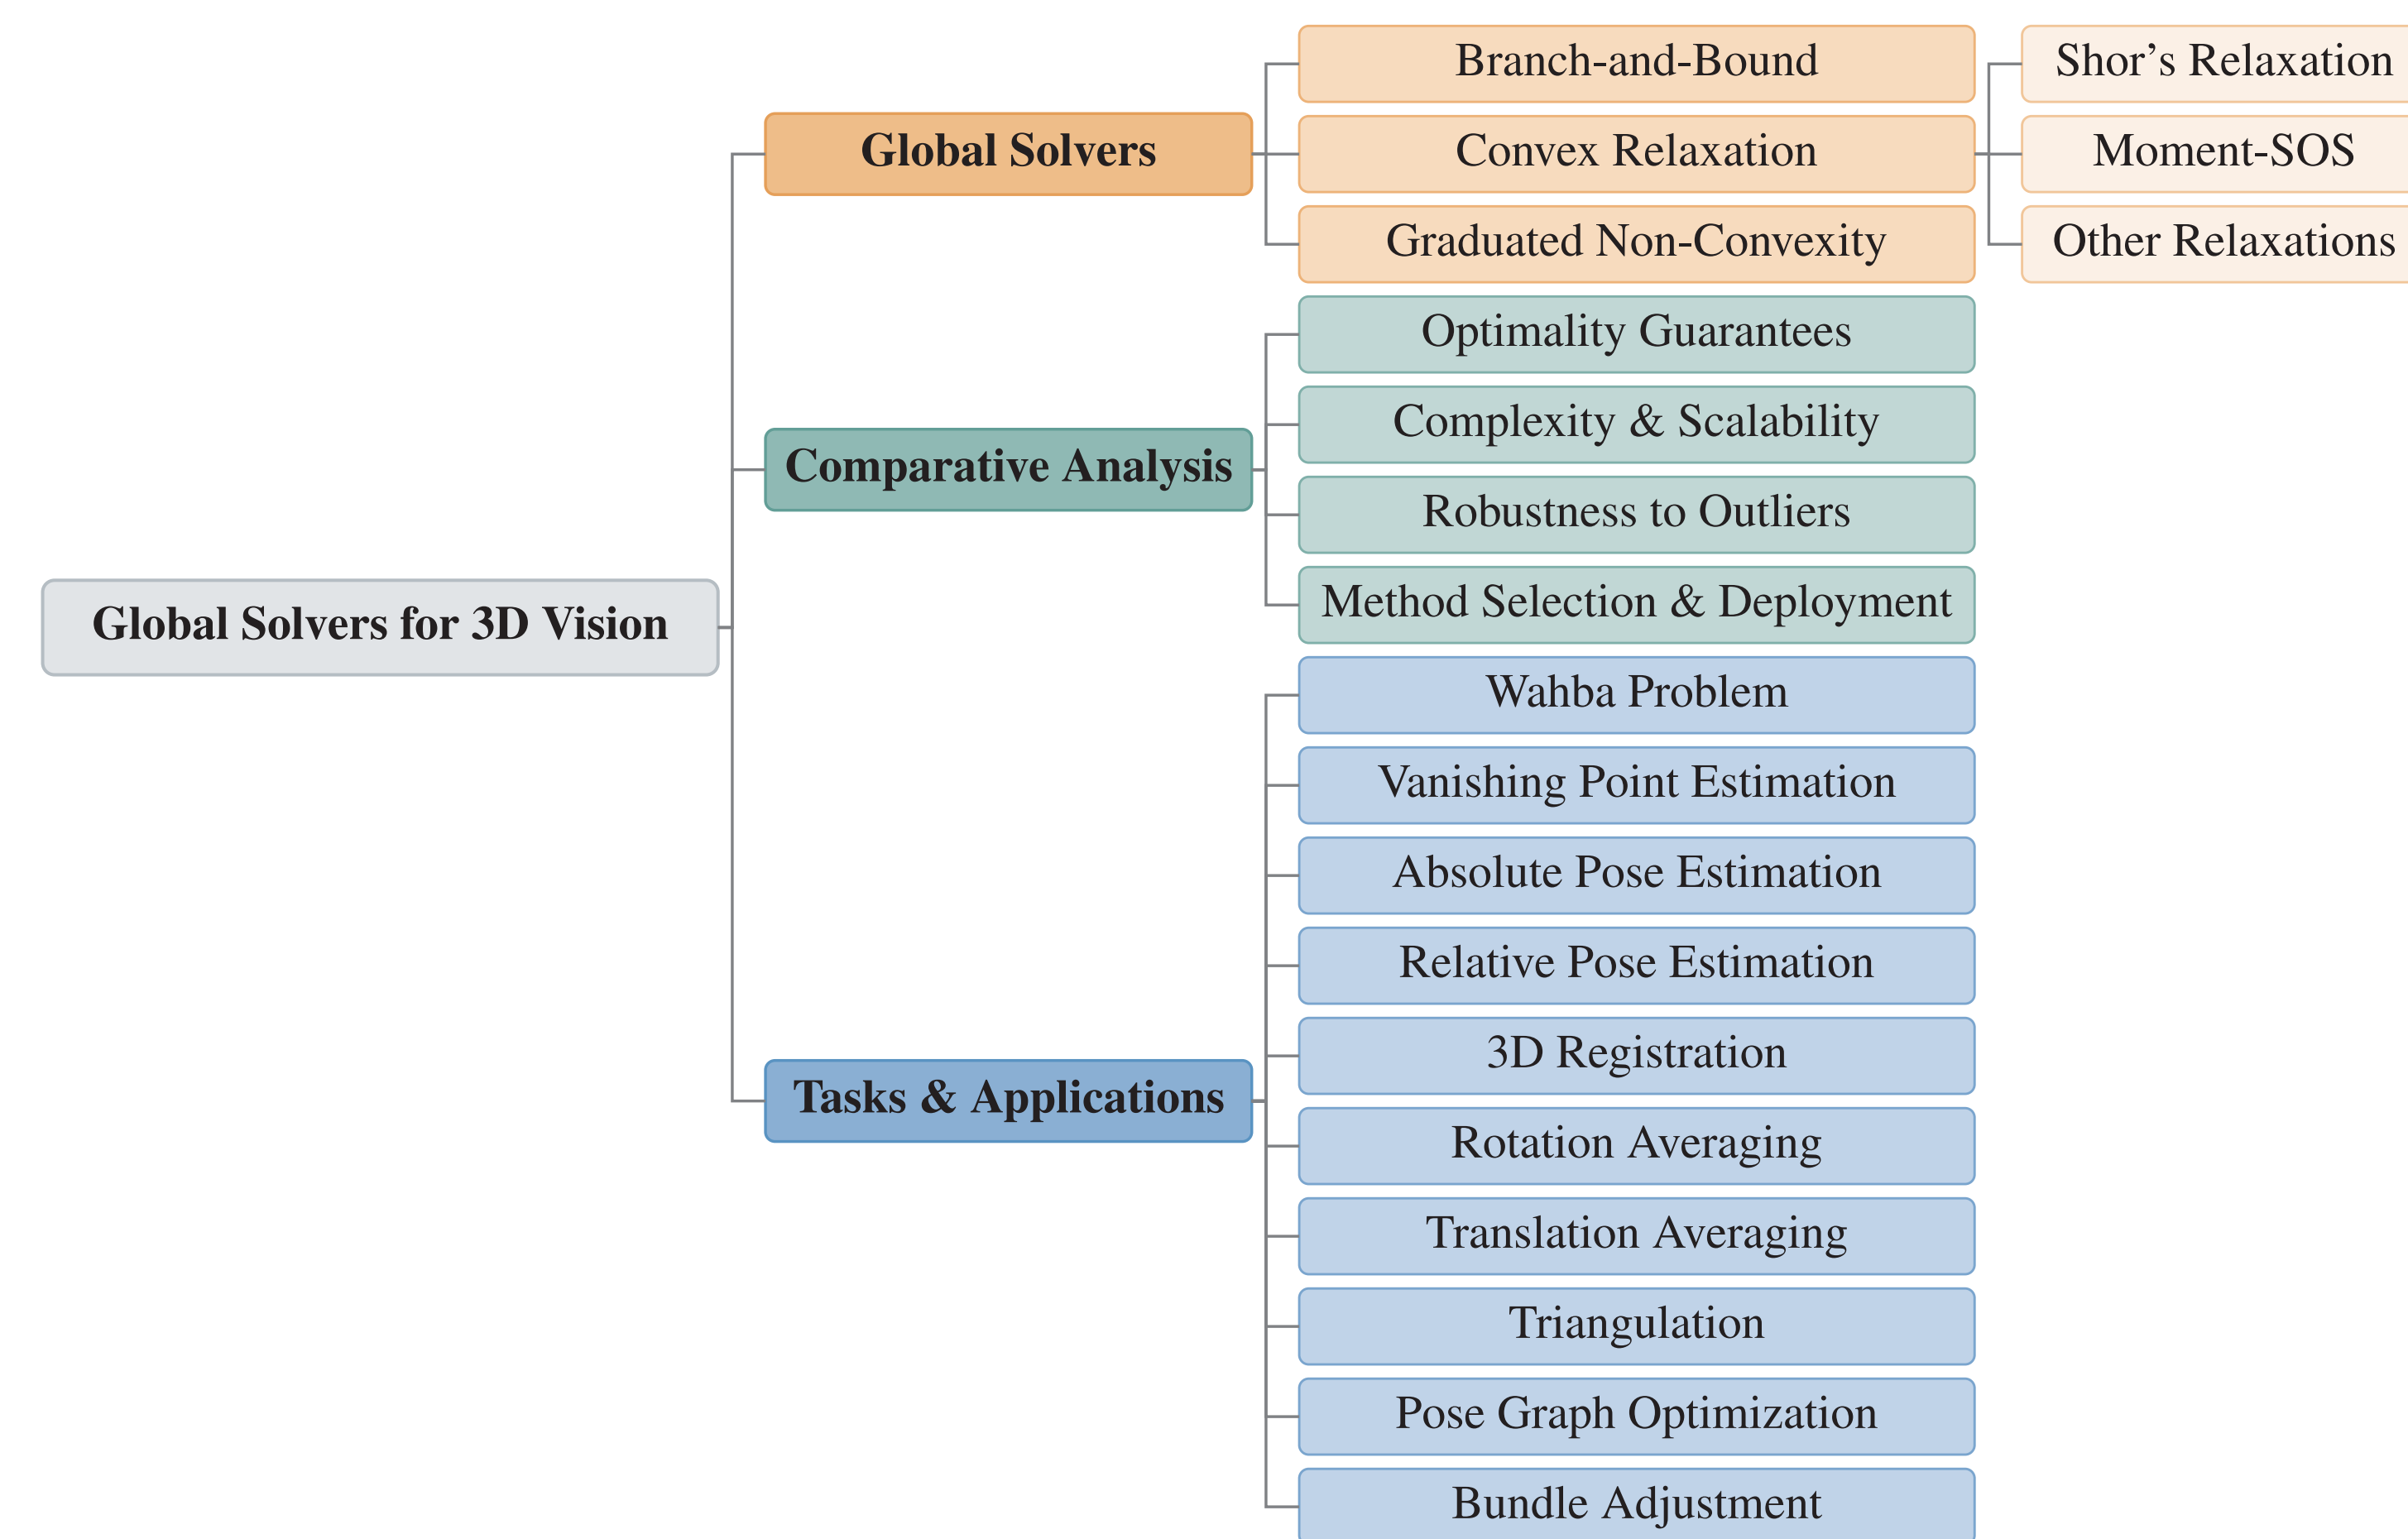 Global Solvers for 3D Vision
Global Solvers
Branch-and-Bound
Convex Relaxation
Shor’s Relaxation
Moment-SOS
Other Relaxations
Graduated Non-Convexity
Comparative Analysis
Optimality Guarantees
Complexity & Scalability
Robustness to Outliers
Method Selection & Deployment
Tasks & Applications
Wahba Problem
Vanishing Point Estimation
Absolute Pose Estimation
Relative Pose Estimation
3D Registration
Rotation Averaging
Translation Averaging
Triangulation
Pose Graph Optimization
Bundle Adjustment